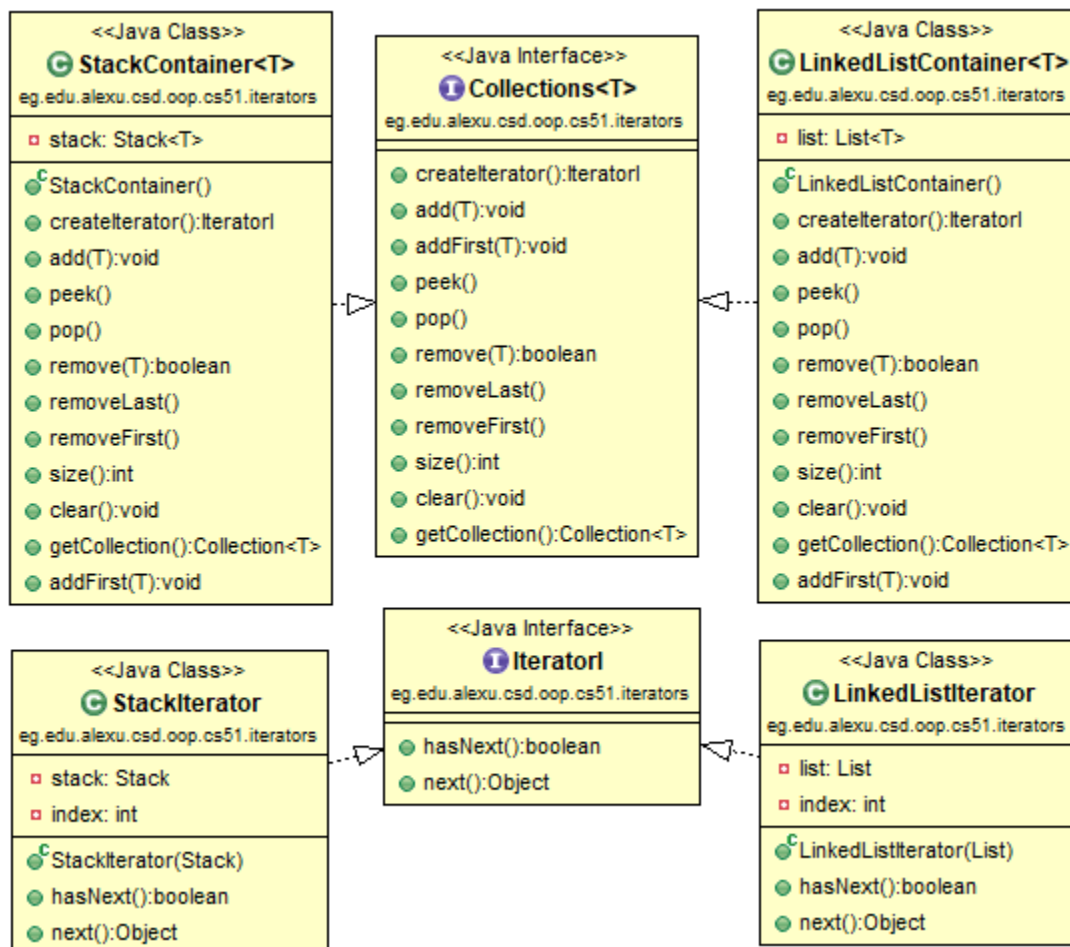 <<Java Class>>
StackContainer<T>
eg.edu.alexu.csd.oop.cs51.iterators
stack: Stack<T>
StackContainer()
createIterator():IteratorI
add(T):void
peek()
pop()
remove(T):boolean
removeLast()
removeFirst()
size():int
clear():void
getCollection():Collection<T>
addFirst(T):void
<<Java Interface>>
Collections<T>
eg.edu.alexu.csd.oop.cs51.iterators
createIterator():IteratorI
add(T):void
addFirst(T):void
peek()
pop()
remove(T):boolean
removeLast()
removeFirst()
size():int
clear():void
getCollection():Collection<T>
<<Java Class>>
LinkedListContainer<T>
eg.edu.alexu.csd.oop.cs51.iterators
list: List<T>
LinkedListContainer()
createIterator():IteratorI
add(T):void
peek()
pop()
remove(T):boolean
removeLast()
removeFirst()
size():int
clear():void
getCollection():Collection<T>
addFirst(T):void
<<Java Class>>
StackIterator
eg.edu.alexu.csd.oop.cs51.iterators
stack: Stack
index: int
StackIterator(Stack)
hasNext():boolean
next():Object
<<Java Interface>>
IteratorI
eg.edu.alexu.csd.oop.cs51.iterators
hasNext():boolean
next():Object
<<Java Class>>
LinkedListIterator
eg.edu.alexu.csd.oop.cs51.iterators
list: List
index: int
LinkedListIterator(List)
hasNext():boolean
next():Object